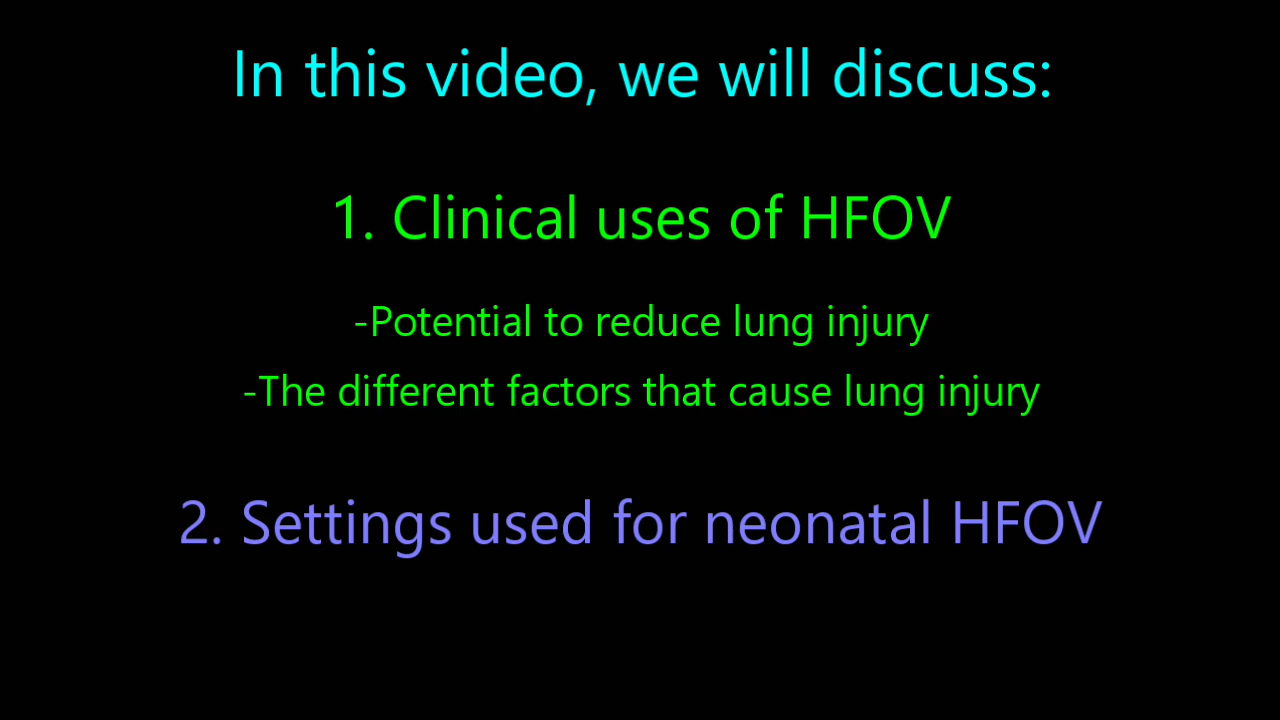 In this video, we will discuss:
1. Clinical uses of HFOV
-Potential to reduce lung injury
-The different factors that cause lung injury
2. Settings used for neonatal HFOV